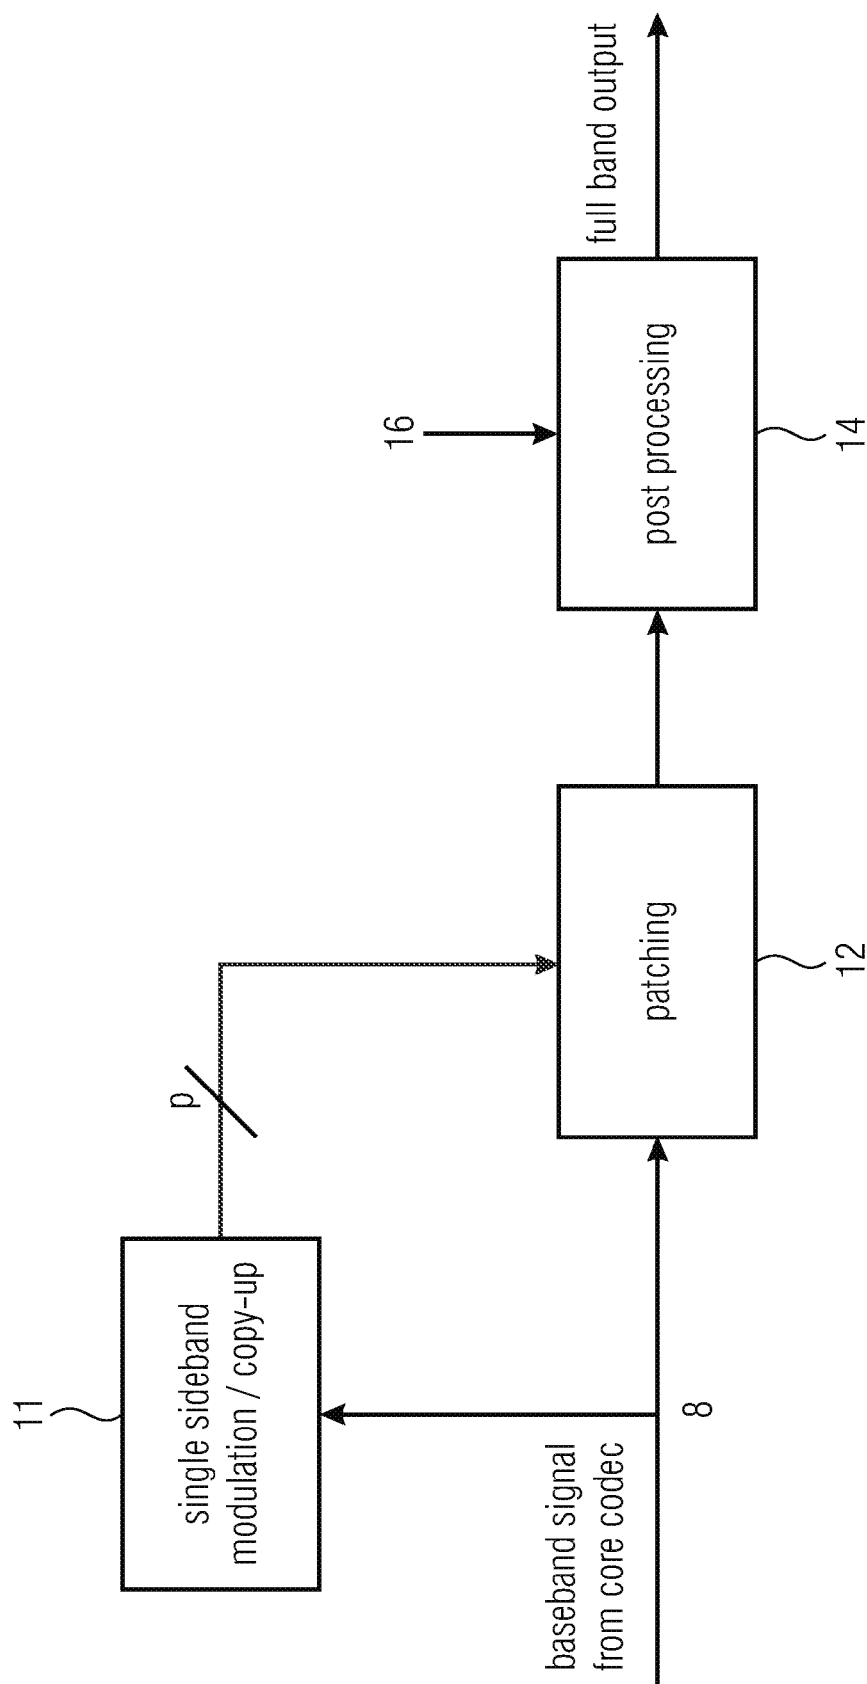 11
single sideband
modulation / copy-up
p
16
baseband signal
from core codec
8
patching
12
post processing
14
full band output